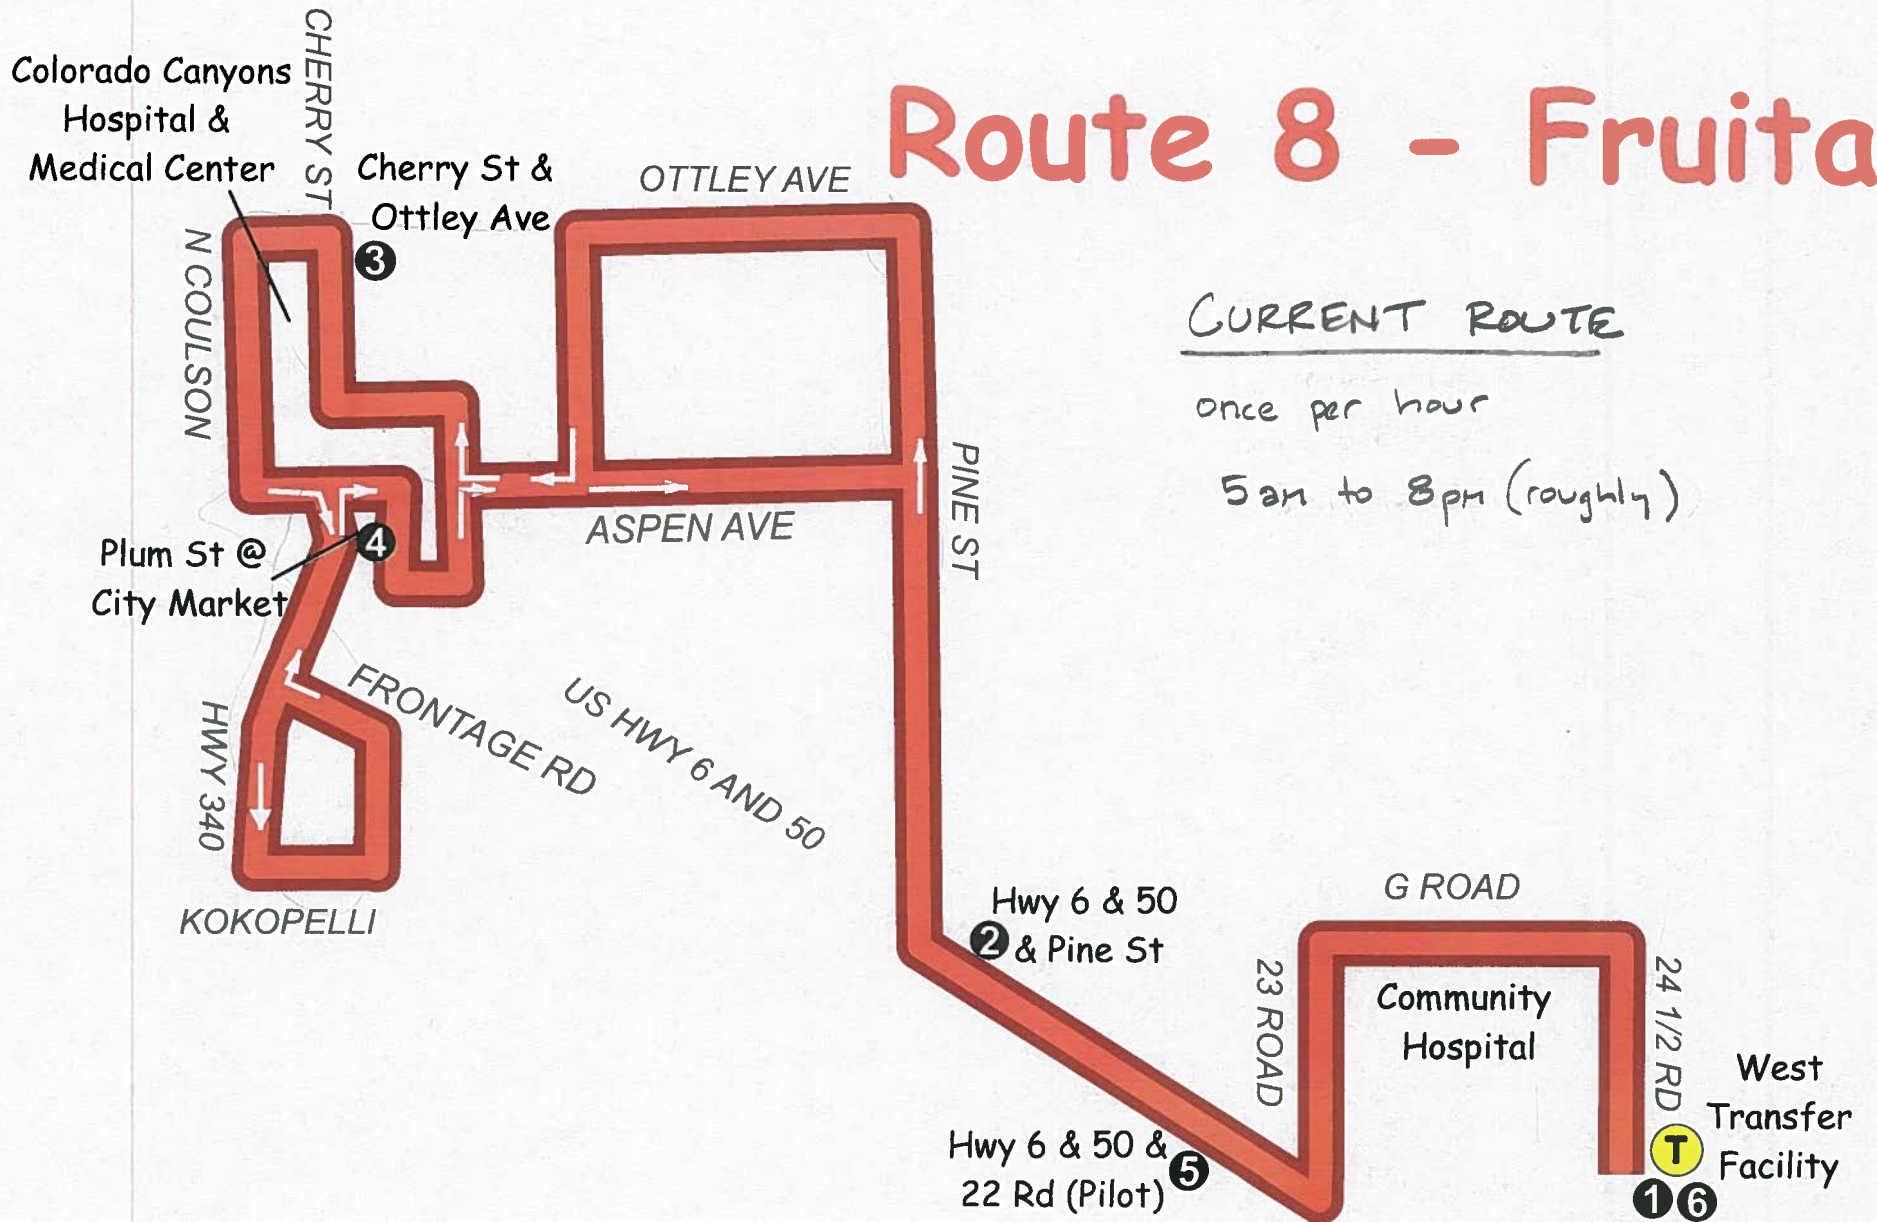 Route 8 - Fruita
CHERRY ST
Colorado Canyons
Hospital &
Medical Center
Cherry St &
Ottley Ave
OTTLEY AVE
3
N COULSON
CURRENT ROUTE
once per hour
5am to 8pm (roughly)
PINE ST
ASPEN AVE
4
Plum St @
City Market
FRONTAGE RD
US HWY 6 AND 50
HWY 340
KOKOPELLI
Hwy 6 & 50
2 & Pine St
G ROAD
23 ROAD
Community
Hospital
24 1/2 RD
West
Transfer
Facility
T
1 6
Hwy 6 & 50 &
22 Rd (Pilot)
5